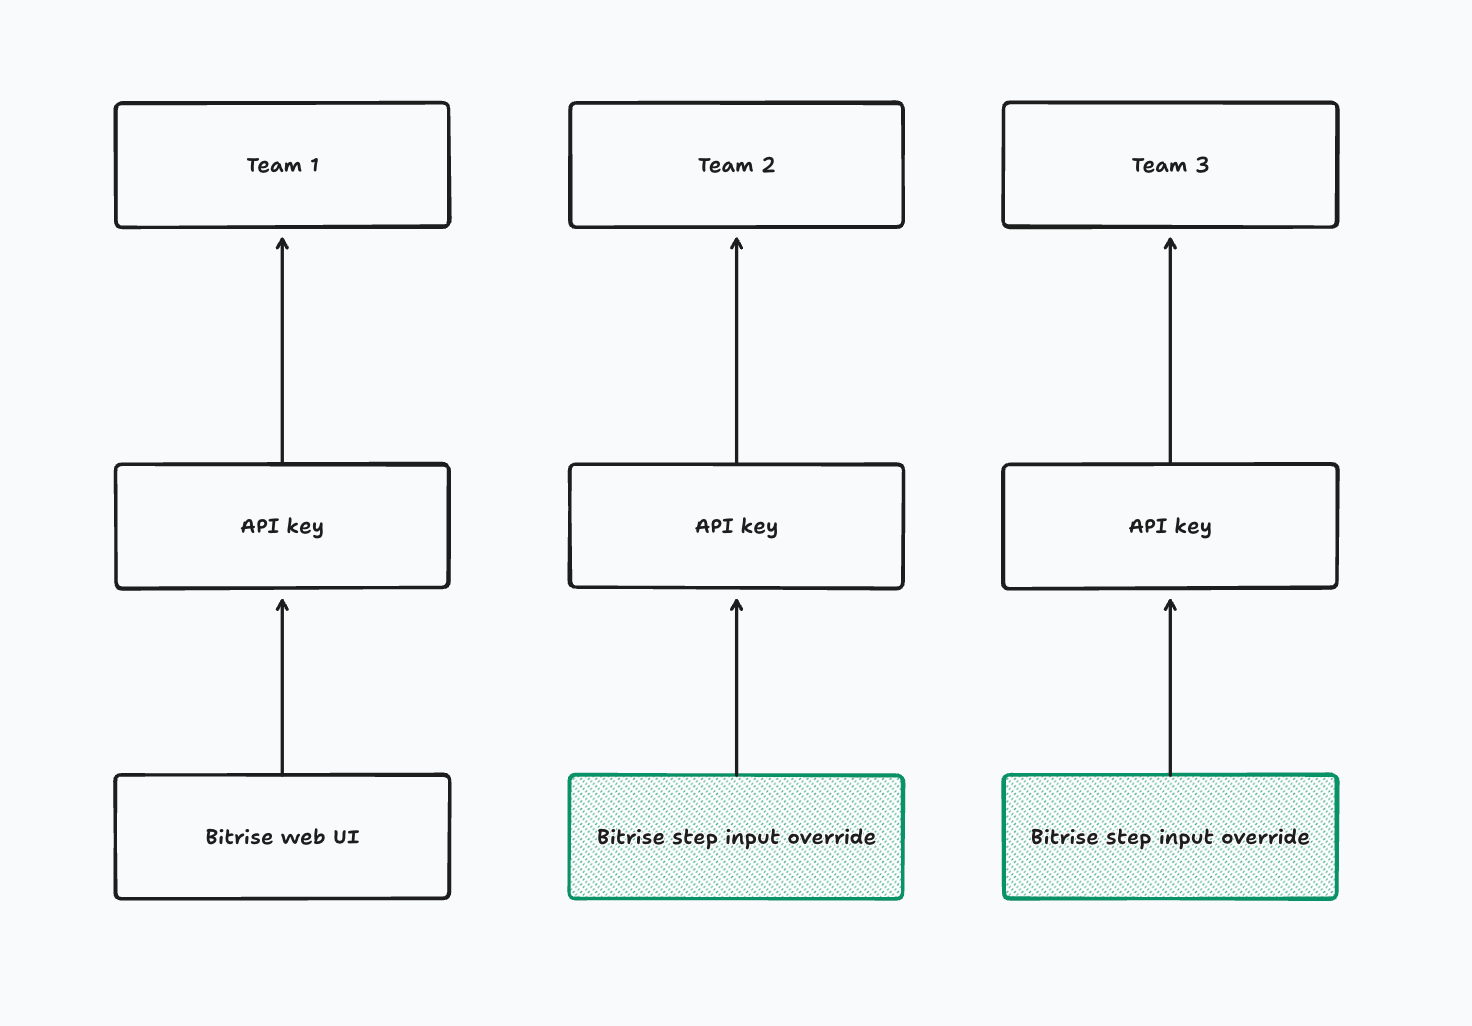 Team 1
Team 2
Team 3
API key
API key
API key
Bitrise web UI
Bitrise step input override
Bitrise step input override